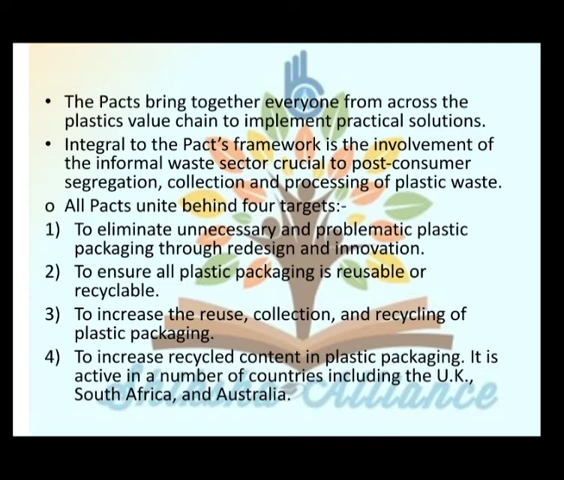 • The Pacts bring together everyone from across the
plastics value chain to implement practical solutions.
• Integral to the Pact's framework is the involvement of
the informal waste sector crucial to post-consumer
segregation, collection and processing of plastic waste.
o All Pacts unite behind four targets:-
1) To eliminate unnecessary and problematic plastic
packaging through redesign and innovation.
2) To ensure all plastic packaging is reusable or
recyclable.
3) To increase the reuse, collection, and recycling of
plastic packaging.
4) To increase recycled content in plastic packaging. It is
active in a number of countries including the U.K.,
South Africa, and Australia.
Shiksha Alliance